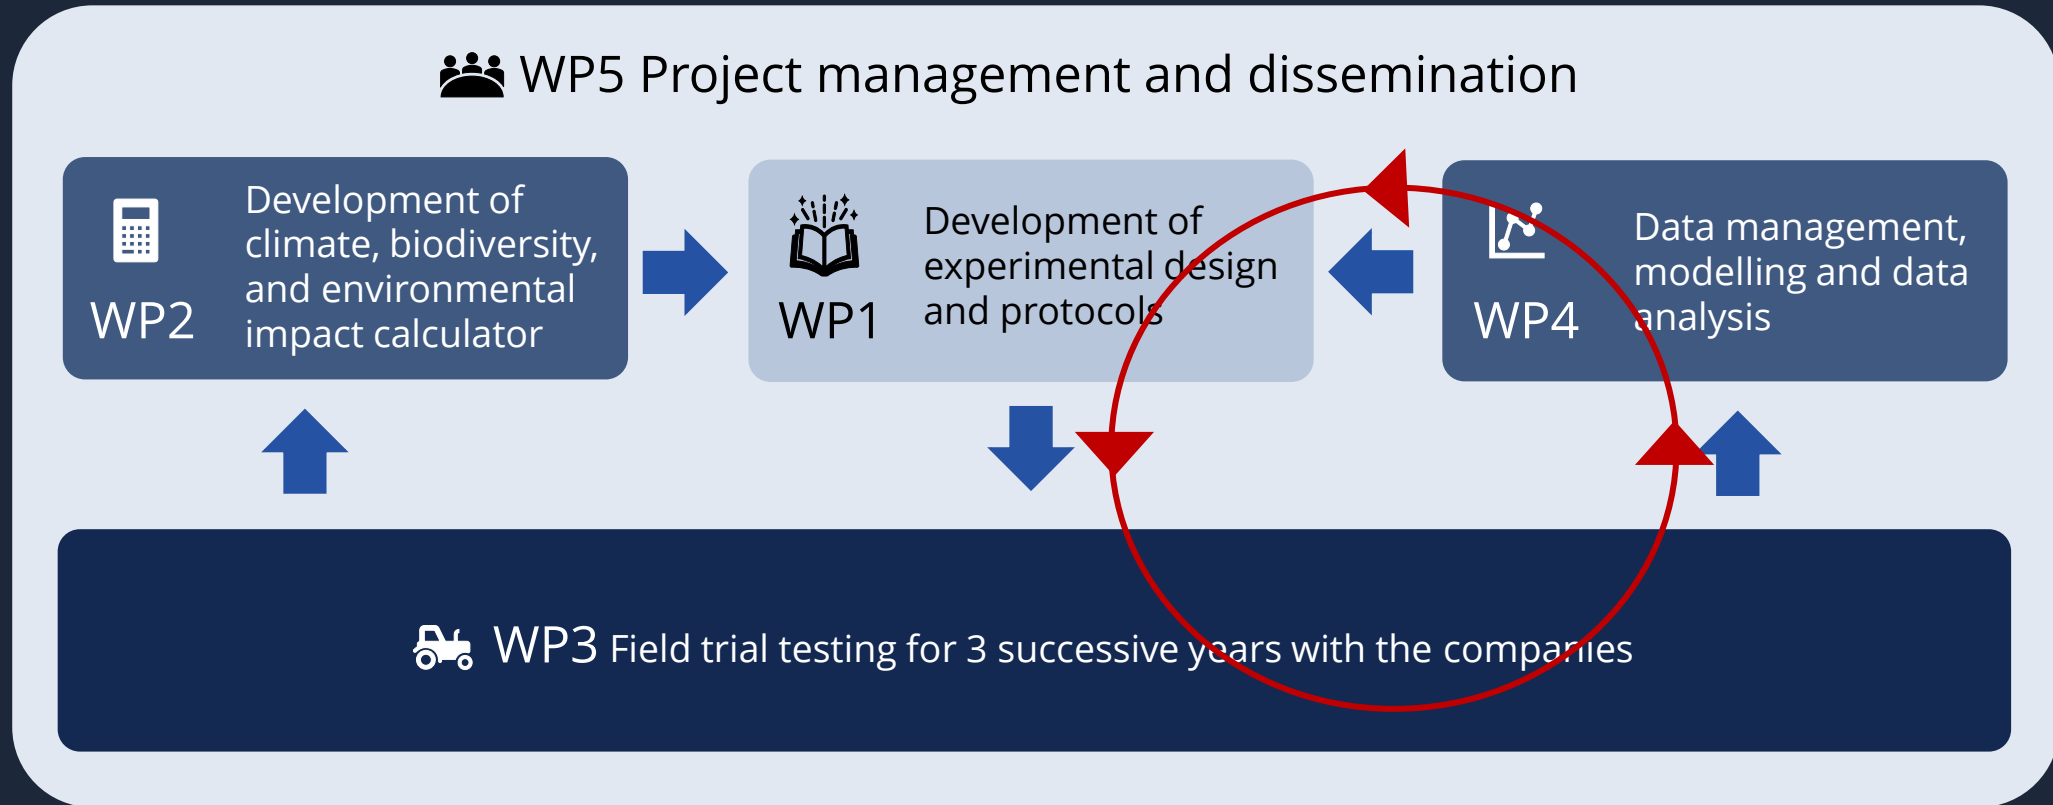 WP5 Project management and dissemination
WP2
Development of
climate, biodiversity,
and environmental
impact calculator
WP1
Development of
experimental design
and protocols
WP4
Data management,
modelling and data
analysis
WP3 Field trial testing for 3 successive years with the companies